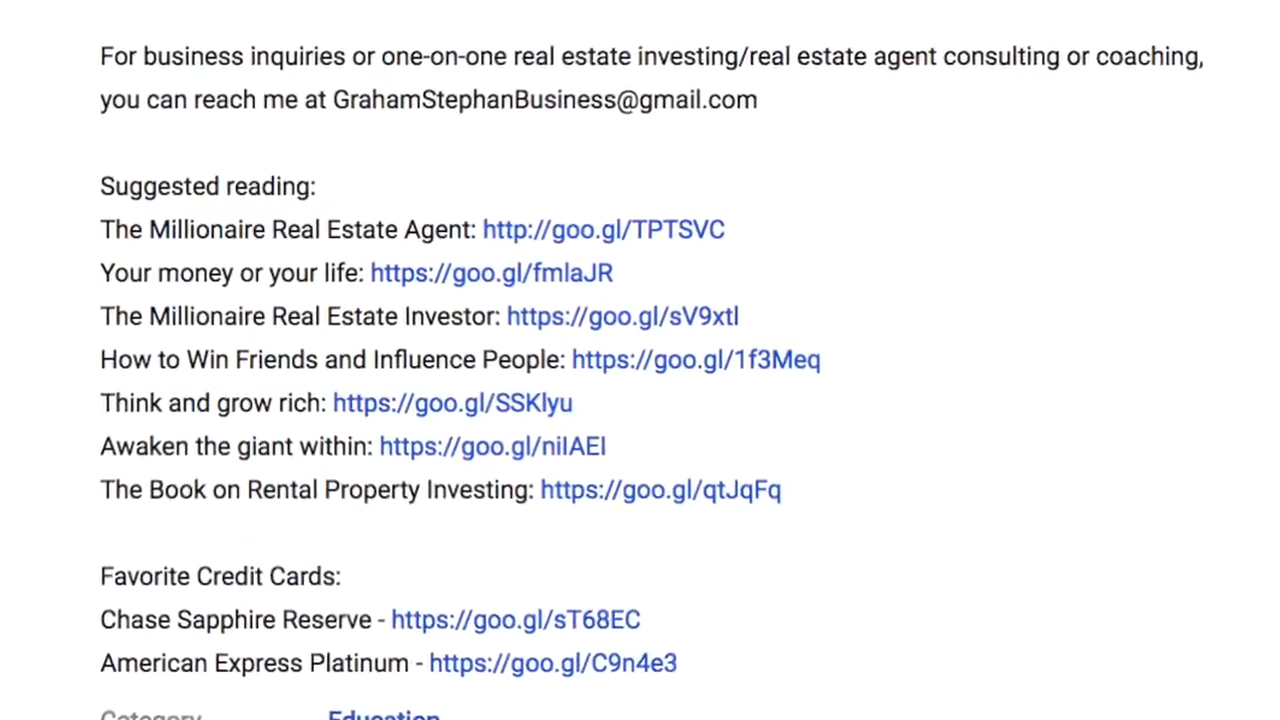 For business inquiries or one-on-one real estate investing/real estate agent consulting or coaching,
you can reach me at GrahamStephanBusiness@gmail.com
Suggested reading:
The Millionaire Real Estate Agent: http://goo.gl/TPTSVC
Your money or your life: https://goo.gl/fmlaJR
The Millionaire Real Estate Investor: https://goo.gl/sV9xtl
How to Win Friends and Influence People: https://goo.gl/1f3Meq
Think and grow rich: https://goo.gl/SSKlyu
Awaken the giant within: https://goo.gl/nilAEI
The Book on Rental Property Investing: https://goo.gl/qtJqFq
Favorite Credit Cards:
Chase Sapphire Reserve - https://goo.gl/sT68EC
American Express Platinum - https://goo.gl/C9n4e3
Category Education